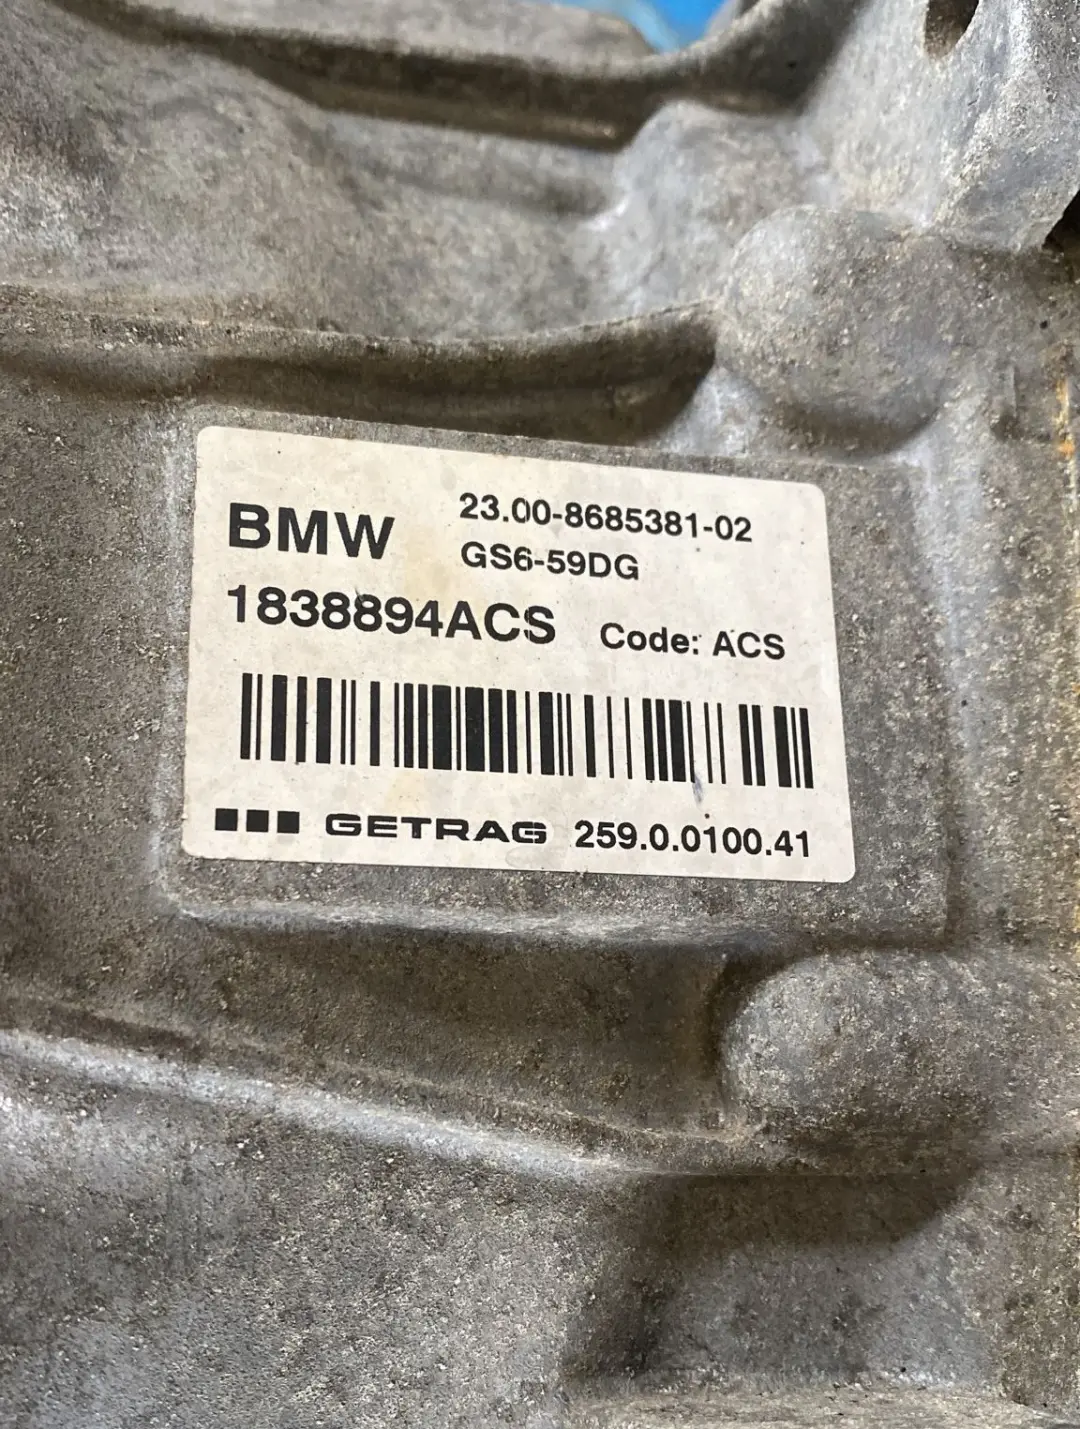 BMW 23.00-8685381-02
GS6-59DG
1838894ACS Code: ACS
GETRAG 259.0.0100.41